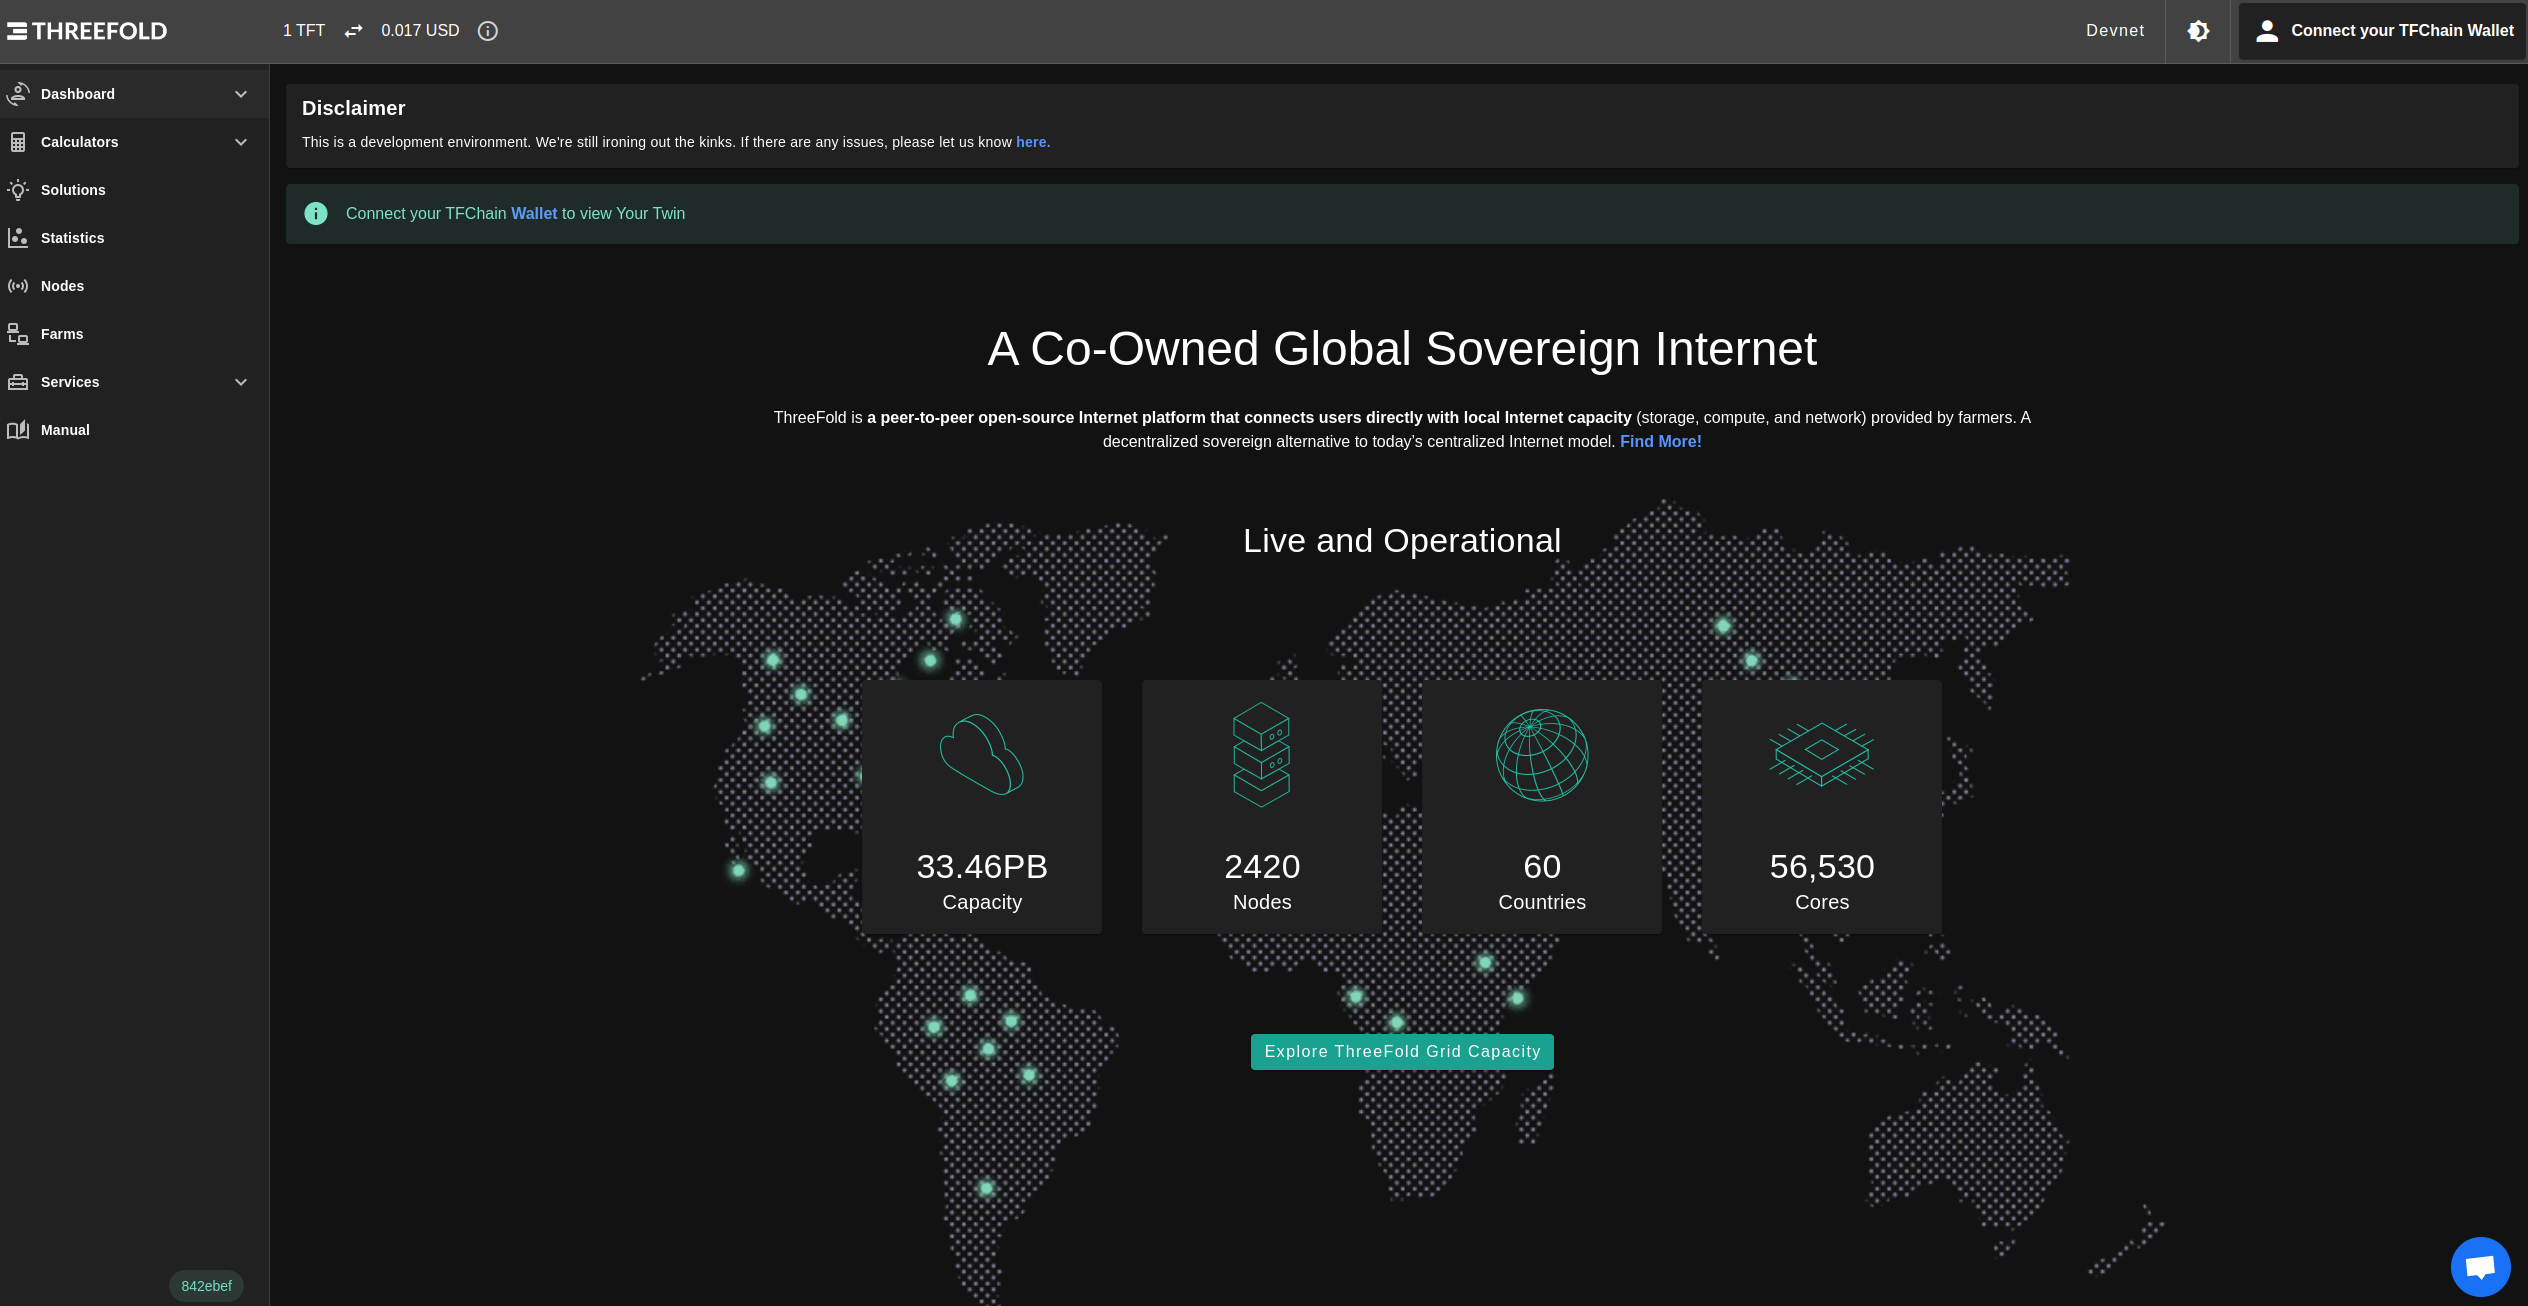 THREEFOLD
1 TFT 0.017 USD
Devnet
Connect your TFChain Wallet
Dashboard
Calculators
Solutions
Statistics
Nodes
Farms
Services
Manual
842ebef
Disclaimer
This is a development environment. We're still ironing out the kinks. If there are any issues, please let us know here.
Connect your TFChain Wallet to view Your Twin
A Co-Owned Global Sovereign Internet
ThreeFold is a peer-to-peer open-source Internet platform that connects users directly with local Internet capacity (storage, compute, and network) provided by farmers. A
decentralized sovereign alternative to today’s centralized Internet model. Find More!
Live and Operational
33.46PB
Capacity
2420
Nodes
60
Countries
56,530
Cores
Explore ThreeFold Grid Capacity